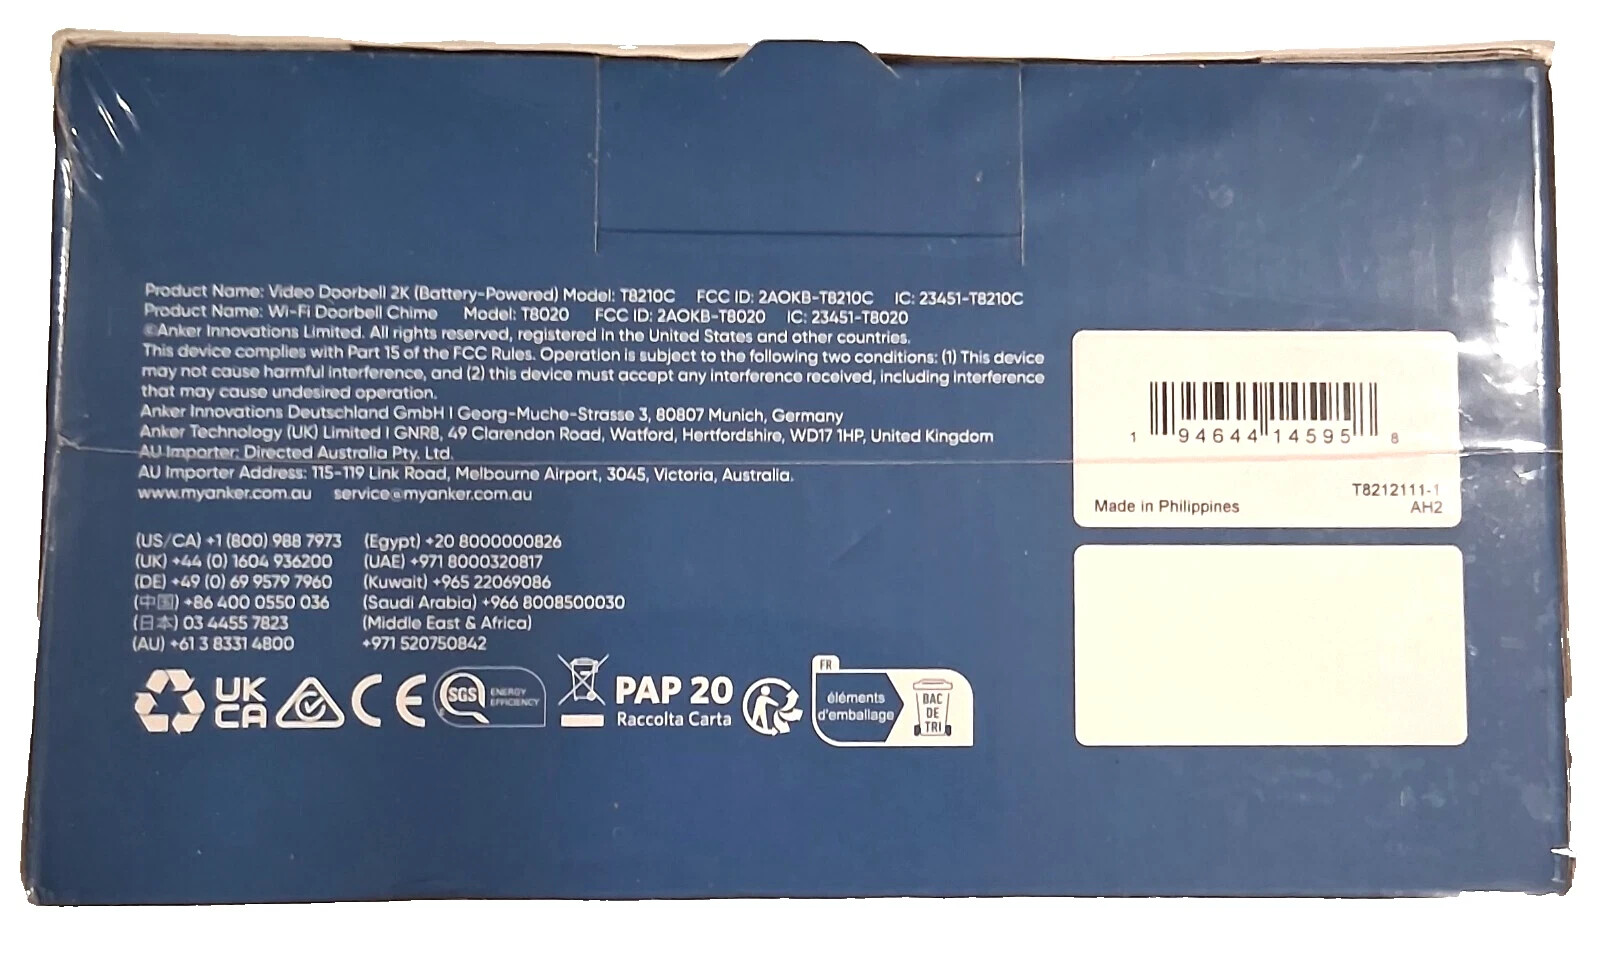 Product Name: Video Doorbell 2K (Battery-Powered) Model: T8210C FCC ID: 2AOKB-T8210C IC: 23451-T8210C
Product Name: Wi-Fi Doorbell Chime Model: T8020 FCC ID: 2AOKB-T8020 IC: 23451-T8020
©Anker Innovations Limited. All rights reserved, registered in the United States and other countries.
This device complies with Part 15 of the FCC Rules. Operation is subject to the following two conditions: (1) This device
may not cause harmful interference, and (2) this device must accept any interference received, including interference
that may cause undesired operation.
Anker Innovations Deutschland GmbH I Georg-Muche-Strasse 3, 80807 Munich, Germany
Anker Technology (UK) Limited I GNR8, 49 Clarendon Road, Watford, Hertfordshire, WD17 1HP, United Kingdom
AU Importer: Directed Australia Pty. Ltd.
AU Importer Address: 115-119 Link Road, Melbourne Airport, 3045, Victoria, Australia.
www.myanker.com.au service@myanker.com.au
(US/CA) +1 (800) 988 7973
(UK) +44 (0) 1604 936200
(DE) +49 (0) 69 9579 7960
(中国) +86 400 0550 036
(日本) 03 4455 7823
(AU) +61 3 8331 4800
(Egypt) +20 8000000826
(UAE) +971 8000320817
(Kuwait) +965 22069086
(Saudi Arabia) +966 8008500030
(Middle East & Africa)
+971 520750842
UK
CA
CE
SGS
ENERGY
EFFICIENCY
PAP 20
Raccolta Carta
FR
éléments
d'emballage
BAC
DE
TRI
1 94644 14595 8
T8212111-1
Made in Philippines
AH2